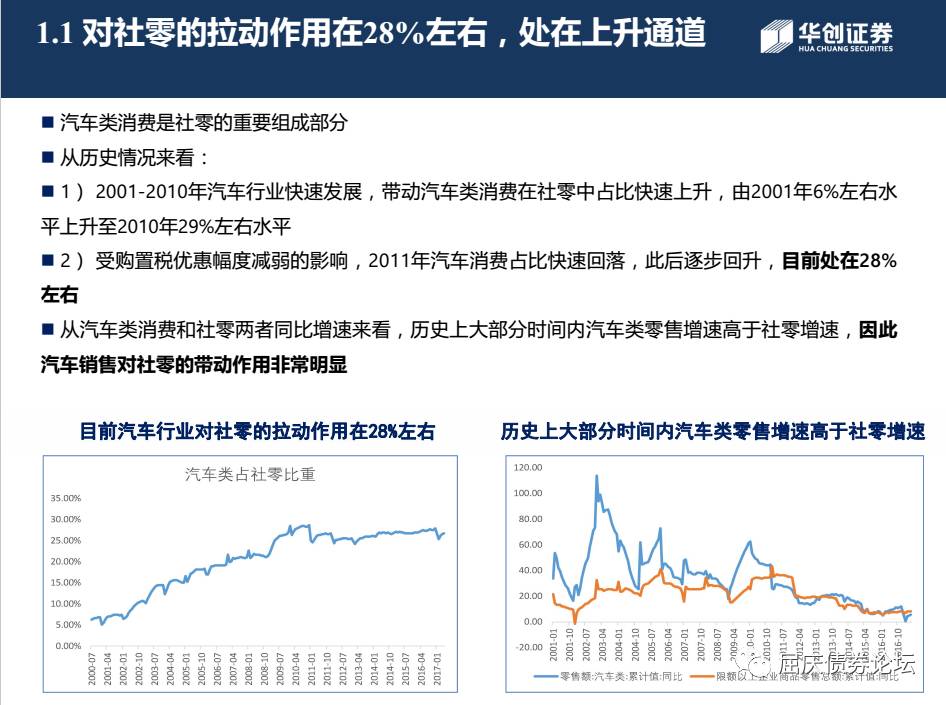 1.1 对社零的拉动作用在28%左右，处在上升通道
华创证券
HUA CHUANG SECURITIES
■ 汽车类消费是社零的重要组成部分
■ 从历史情况来看：
■ 1） 2001-2010年汽车行业快速发展，带动汽车类消费在社零中占比快速上升，由2001年6%左右水
平上升至2010年29%左右水平
■ 2） 受购置税优惠幅度减弱的影响，2011年汽车消费占比快速回落，此后逐步回升，目前处在28%
左右
■ 从汽车类消费和社零两者同比增速来看，历史上大部分时间内汽车类零售增速高于社零增速，因此
汽车销售对社零的带动作用非常明显
目前汽车行业对社零的拉动作用在28%左右
汽车类占社零比重
35.00%
30.00%
25.00%
20.00%
15.00%
10.00%
5.00%
0.00%
2000-07 2001-04 2002-01 2002-10 2003-07 2004-04 2005-01 2005-10 2006-07 2007-04 2008-01 2008-10 2009-07 2010-04 2011-01 2011-10 2012-07 2013-04 2014-01 2014-10 2015-07 2016-04 2017-01
历史上大部分时间内汽车类零售增速高于社零增速
120.00
100.00
80.00
60.00
40.00
20.00
0.00
-20.00
2001-01 2001-10 2002-07 2003-04 2004-01 2004-10 2005-07 2006-04 2007-01 2007-10 2008-07 2009-04 2010-01 2010-10 2011-07 2012-04 2013-01 2013-10 2014-07 2015-04 2016-01 2016-10
零售额:汽车类:累计值:同比 限额以上企业商品零售总额:累计值:同比
屈庆债券论坛